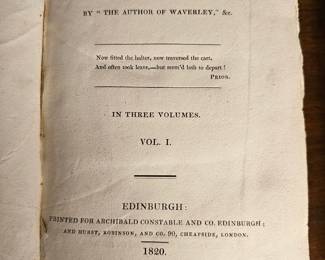 BY " THE AUTHOR OF WAVERLEY," &c.
Now fitted the halter, now traversed the cart,
And often took leave,—but seem'd loth to depart!
PRIOR.
IN THREE VOLUMES.
VOL. I.
EDINBURGH:
PRINTED FOR ARCHIBALD CONSTABLE AND CO. EDINBURGH;
AND HURST, ROBINSON, AND CO. 90, CHEAPSIDE, LONDON.
1820.